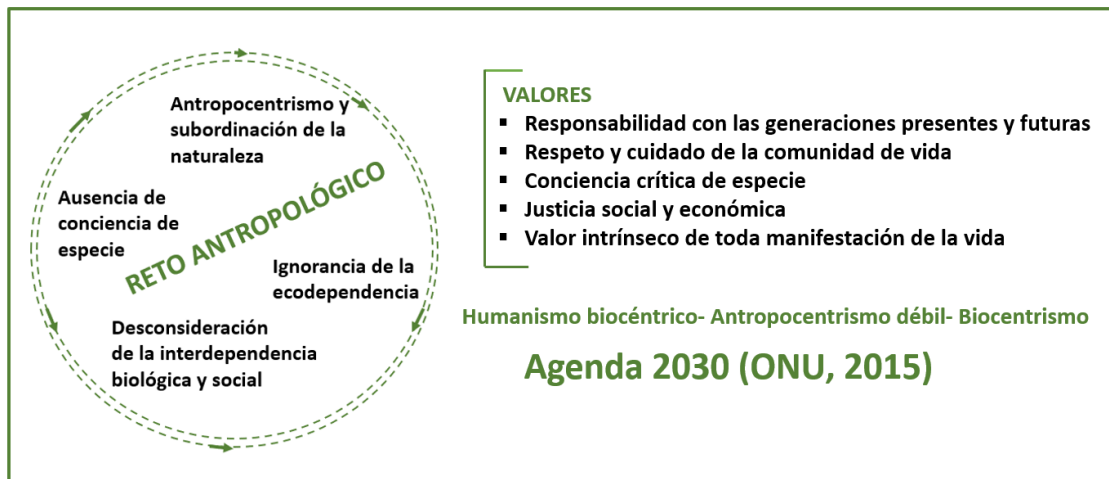 Antropocentrismo y
subordinación de la
naturaleza
Ausencia de
conciencia de
especie
RETO ANTROPOLÓGICO
Ignorancia de la
ecodependencia
Desconsideración
de la interdependencia
biológica y social
VALORES
▪ Responsabilidad con las generaciones presentes y futuras
▪ Respeto y cuidado de la comunidad de vida
▪ Conciencia crítica de especie
▪ Justicia social y económica
▪ Valor intrínseco de toda manifestación de la vida
Humanismo biocéntrico- Antropocentrismo débil- Biocentrismo
Agenda 2030 (ONU, 2015)